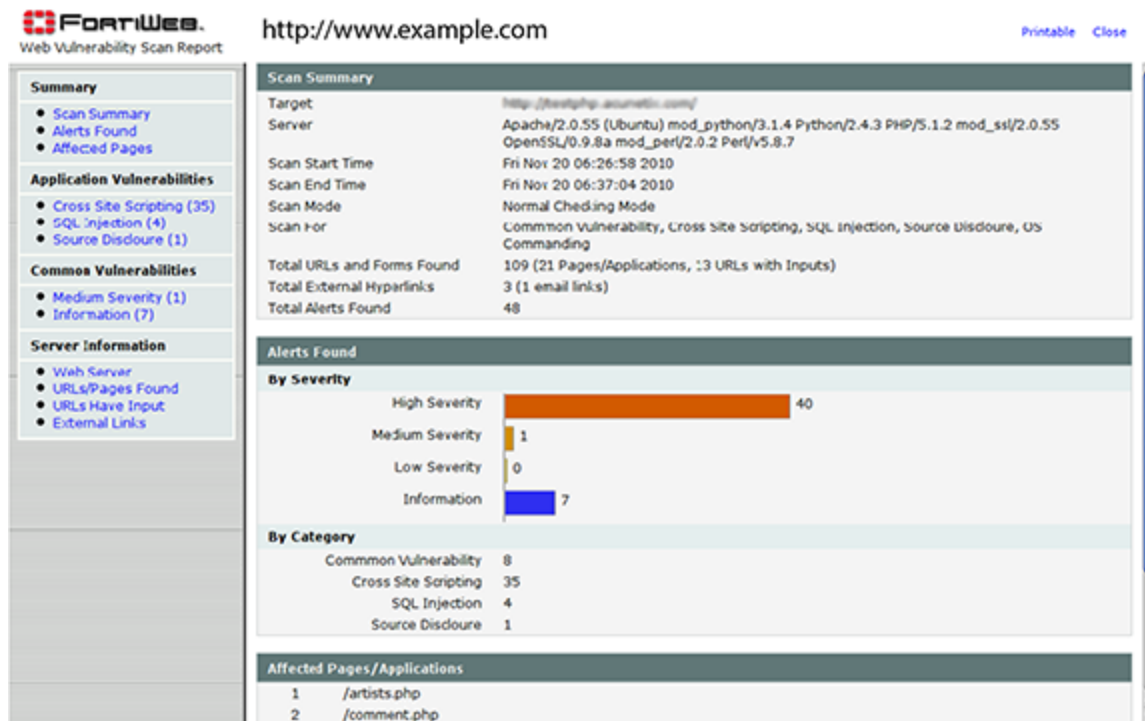 FORTIWEB.
Web Vulnerability Scan Report
http://www.example.com
Printable Close
Summary
Scan Summary
Alerts Found
Affected Pages
Application Vulnerabilities
Cross Site Scripting (35)
SQL Injection (4)
Source Discloure (1)
Common Vulnerabilities
Medium Severity (1)
Information (7)
Server Information
Web Server
URLs/Pages Found
URLs Have Input
External Links
Scan Summary
Target
Server Apache/2.0.55 (Ubuntu) mod_python/3.1.4 Python/2.4.3 PHP/5.1.2 mod_ssl/2.0.55
OpenSSL/0.9.8a mod_perl/2.0.2 Perl/v5.8.7
Scan Start Time Fri Nov 20 06:26:58 2010
Scan End Time Fri Nov 20 06:37:04 2010
Scan Mode Normal Checking Mode
Scan For Commmon Vulnerability, Cross Site Scripting, SQL Injection, Source Discloure, OS
Commanding
Total URLs and Forms Found 109 (21 Pages/Applications, 13 URLs with Inputs)
Total External Hyperlinks 3 (1 email links)
Total Alerts Found 48
Alerts Found
By Severity
High Severity 40
Medium Severity 1
Low Severity 0
Information 7
By Category
Commmon Vulnerability 8
Cross Site Scripting 35
SQL Injection 4
Source Discloure 1
Affected Pages/Applications
1 /artists.php
2 /comment.php